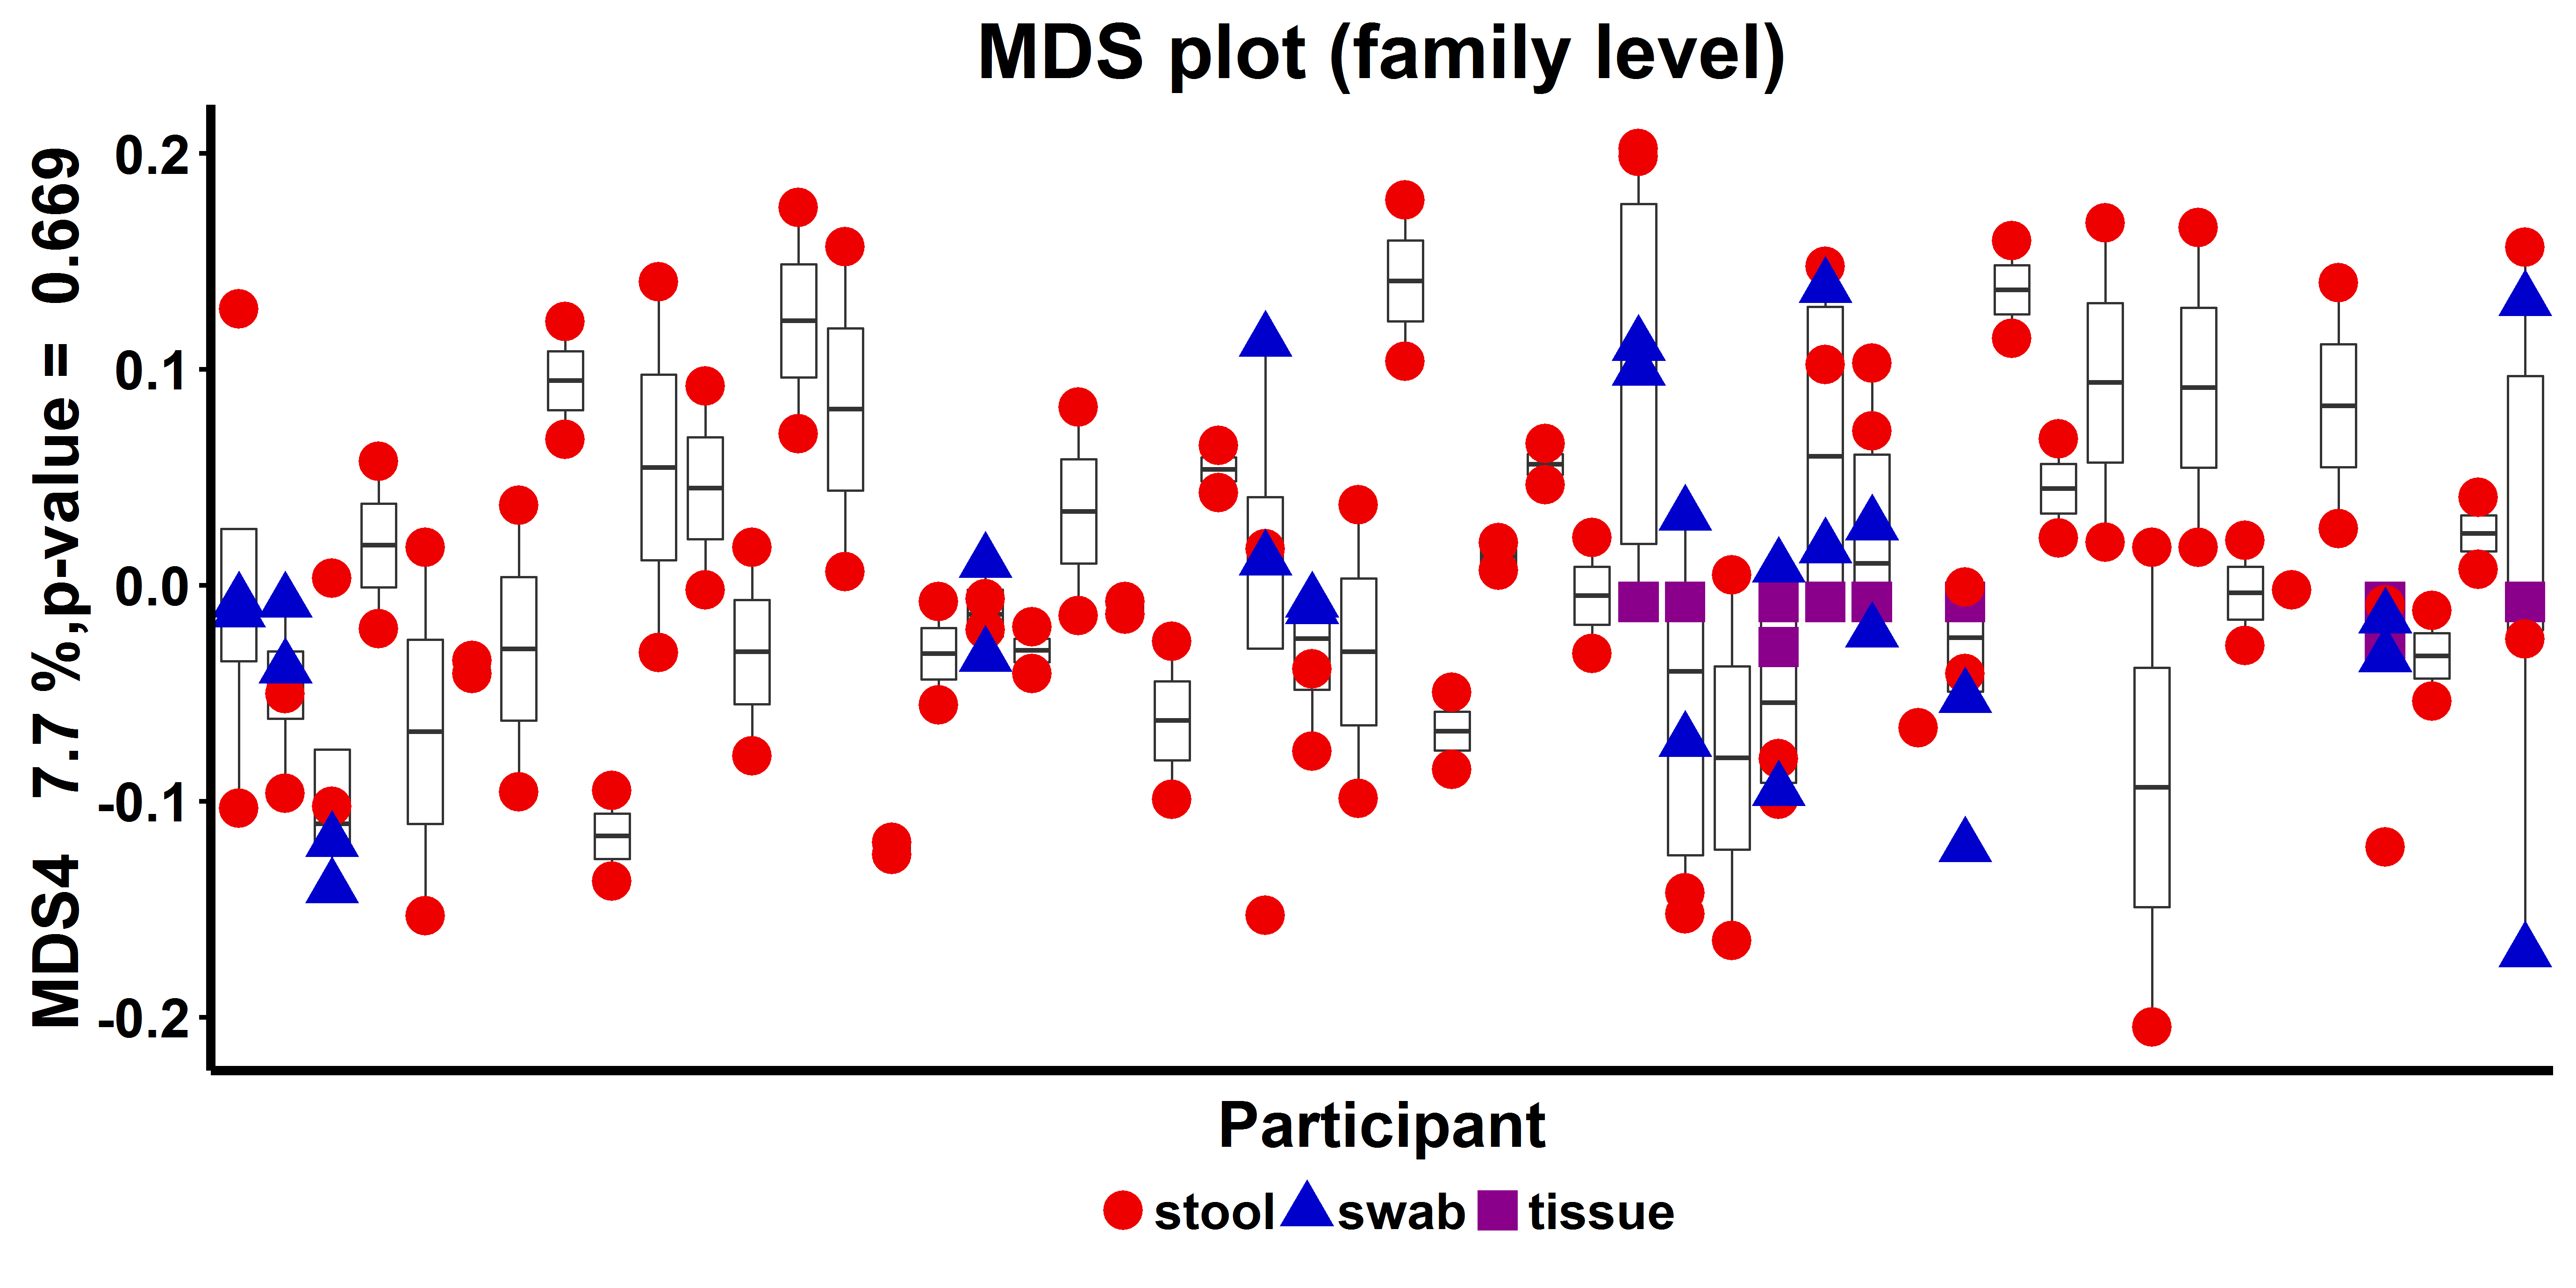 MDS plot (family level)
MDS4 7.7 %,p-value = 0.669
0.2
0.1
0.0
-0.1
-0.2
Participant
stool swab tissue